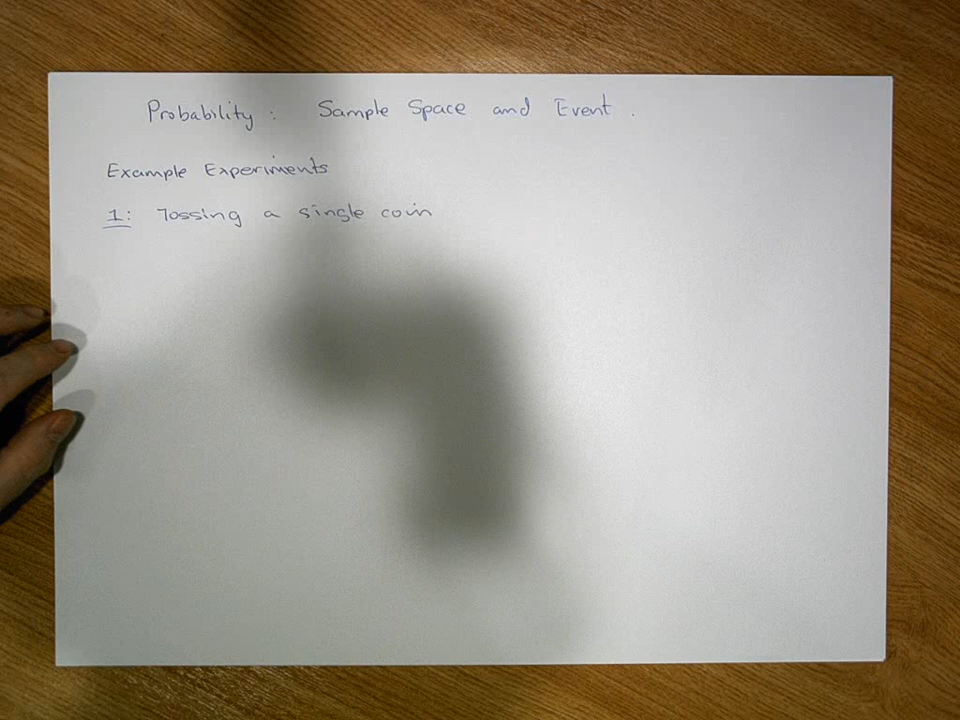 Probability: Sample Space and Event.
Example Experiments
1: Tossing a single coin